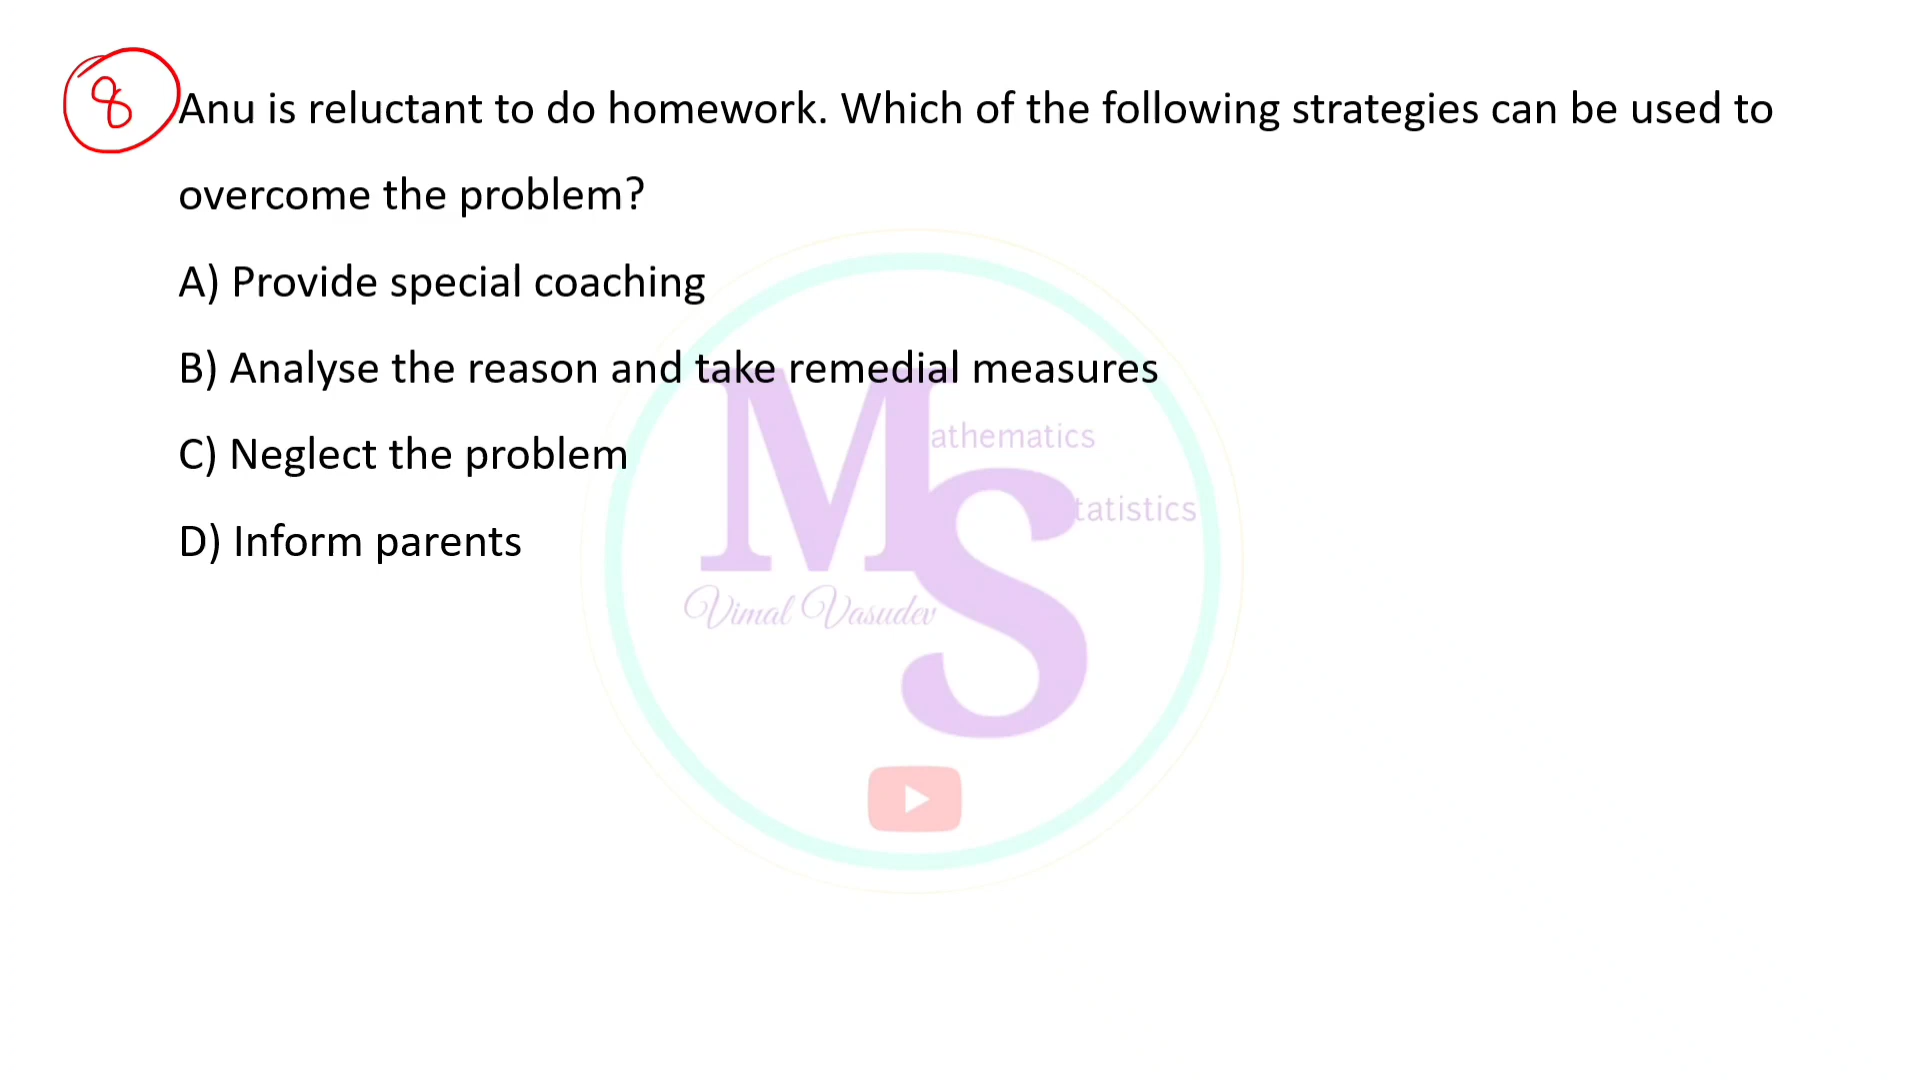 8
Anu is reluctant to do homework. Which of the following strategies can be used to
overcome the problem?
A) Provide special coaching
B) Analyse the reason and take remedial measures
C) Neglect the problem
D) Inform parents
M
athematics
S
tatistics
Vimal Vasudev